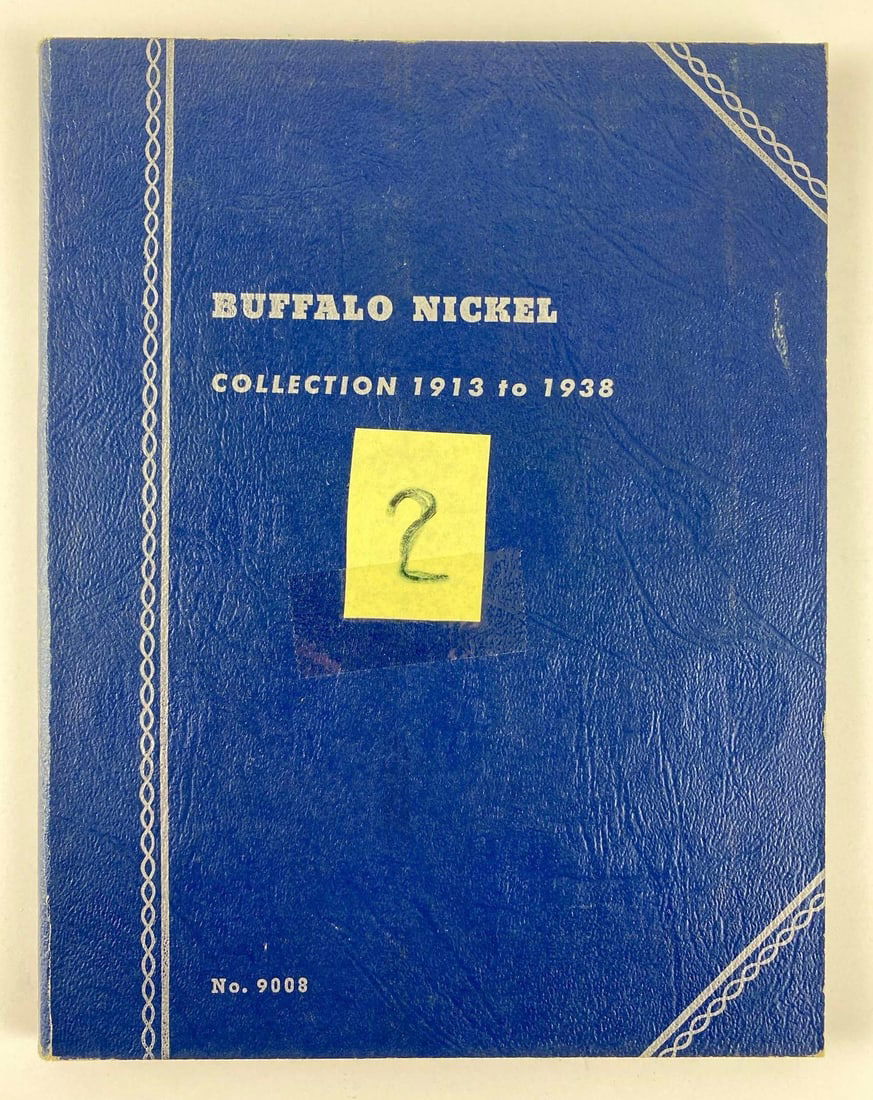 BUFFALO NICKEL
COLLECTION 1913 to 1938
2
No. 9008